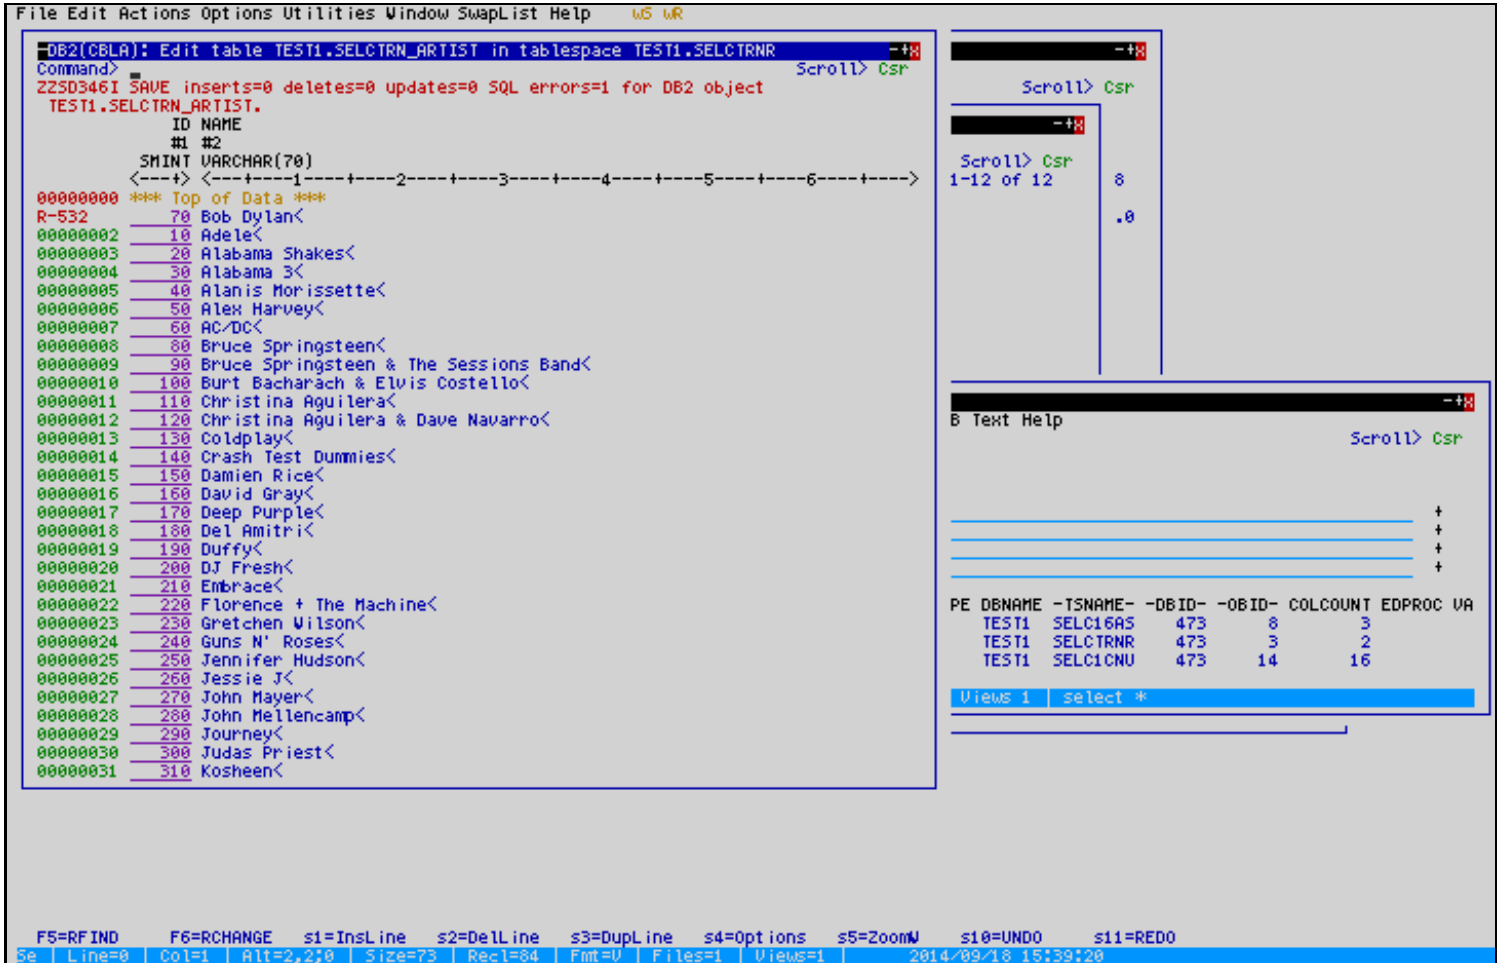 File Edit Actions Options Utilities Window SwapList Help wS wR
DB2(CBLA): Edit table TEST1.SELCTRN_ARTIST in tablespace TEST1.SELCTRNR -+x
Command> Scroll> Csr
ZZSD346I SAVE inserts=0 deletes=0 updates=0 SQL errors=1 for DB2 object
TEST1.SELCTRN_ARTIST.
ID NAME
#1 #2
SMINT VARCHAR(70)
<---+> <---+----1----+----2----+----3----+----4----+----5----+----6----+---->
00000000 *** Top of Data ***
R-532 70 Bob Dylan<
00000002 10 Adele<
00000003 20 Alabama Shakes<
00000004 30 Alabama 3<
00000005 40 Alanis Morissette<
00000006 50 Alex Harvey<
00000007 60 AC/DC<
00000008 80 Bruce Springsteen<
00000009 90 Bruce Springsteen & The Sessions Band<
00000010 100 Burt Bacharach & Elvis Costello<
00000011 110 Christina Aguilera<
00000012 120 Christina Aguilera & Dave Navarro<
00000013 130 Coldplay<
00000014 140 Crash Test Dummies<
00000015 150 Damien Rice<
00000016 160 David Gray<
00000017 170 Deep Purple<
00000018 180 Del Amitri<
00000019 190 Duffy<
00000020 200 DJ Fresh<
00000021 210 Embrace<
00000022 220 Florence + The Machine<
00000023 230 Gretchen Wilson<
00000024 240 Guns N' Roses<
00000025 250 Jennifer Hudson<
00000026 260 Jessie J<
00000027 270 John Mayer<
00000028 280 John Mellencamp<
00000029 290 Journey<
00000030 300 Judas Priest<
00000031 310 Kosheen<
-+x
Scroll> Csr
-+x
Scroll> Csr
1-12 of 12 8
.0
-+x
B Text Help
Scroll> Csr
+
+
+
+
PE DBNAME -TSNAME- -DBID- -OBID- COLCOUNT EDPROC VA
TEST1 SELC16AS 473 8 3
TEST1 SELCTRNR 473 3 2
TEST1 SELC1CNU 473 14 16
Views 1 | select *
F5=RFIND F6=RCHANGE s1=InsLine s2=DelLine s3=DupLine s4=Options s5=ZoomW s10=UNDO s11=REDO
Se | Line=0 | Col=1 | Alt=2,2;0 | Size=73 | Recl=84 | Fmt=V | Files=1 | Views=1 | 2014/09/18 15:39:20